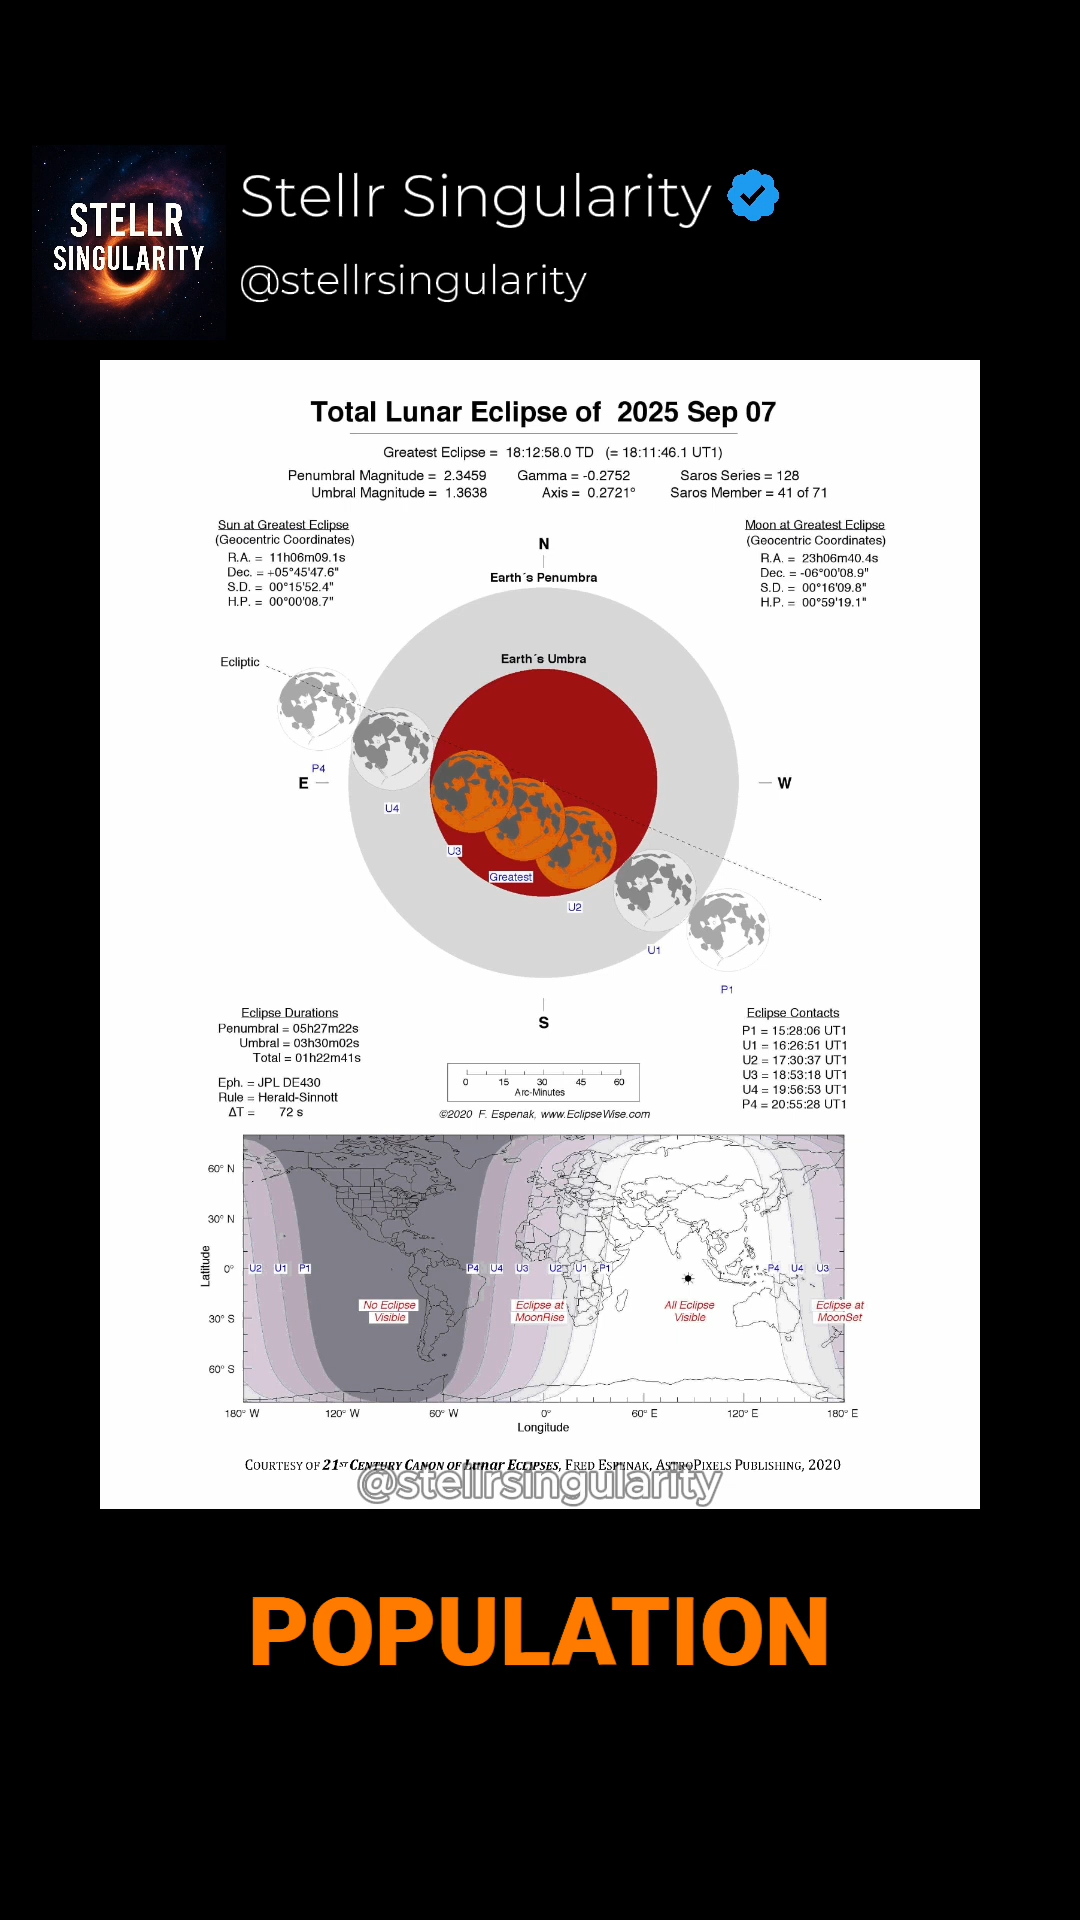 STELLR
SINGULARITY
Stellr Singularity
@stellrsingularity
Total Lunar Eclipse of 2025 Sep 07
Greatest Eclipse = 18:12:58.0 TD (= 18:11:46.1 UT1)
Penumbral Magnitude = 2.3459 Gamma = -0.2752 Saros Series = 128
Umbral Magnitude = 1.3638 Axis = 0.2721° Saros Member = 41 of 71
Sun at Greatest Eclipse
(Geocentric Coordinates)
R.A. = 11h06m09.1s
Dec. = +05°45'47.6"
S.D. = 00°15'52.4"
H.P. = 00°00'08.7"
Moon at Greatest Eclipse
(Geocentric Coordinates)
R.A. = 23h06m40.4s
Dec. = -06°00'08.9"
S.D. = 00°16'09.8"
H.P. = 00°59'19.1"
N
Earth´s Penumbra
Earth´s Umbra
Ecliptic
P4
E
W
U4
U3
Greatest
U2
U1
P1
S
Eclipse Durations
Penumbral = 05h27m22s
Umbral = 03h30m02s
Total = 01h22m41s
Eph. = JPL DE430
Rule = Herald-Sinnott
ΔT = 72 s
0 15 30 45 60
Arc-Minutes
©2020 F. Espenak, www.EclipseWise.com
Eclipse Contacts
P1 = 15:28:06 UT1
U1 = 16:26:51 UT1
U2 = 17:30:37 UT1
U3 = 18:53:18 UT1
U4 = 19:56:53 UT1
P4 = 20:55:28 UT1
Latitude
60° N
30° N
0°
30° S
60° S
U2 U1 P1 P4 U4 U3 U2 U1 P1 P4 U4 U3
No Eclipse
Visible
Eclipse at
MoonRise
All Eclipse
Visible
Eclipse at
MoonSet
180° W 120° W 60° W 0° 60° E 120° E 180° E
Longitude
COURTESY OF 21ST CENTURY CANON OF Lunar ECLIPSES, FRED ESPENAK, ASTROPIXELS PUBLISHING, 2020
@stellrsingularity
POPULATION